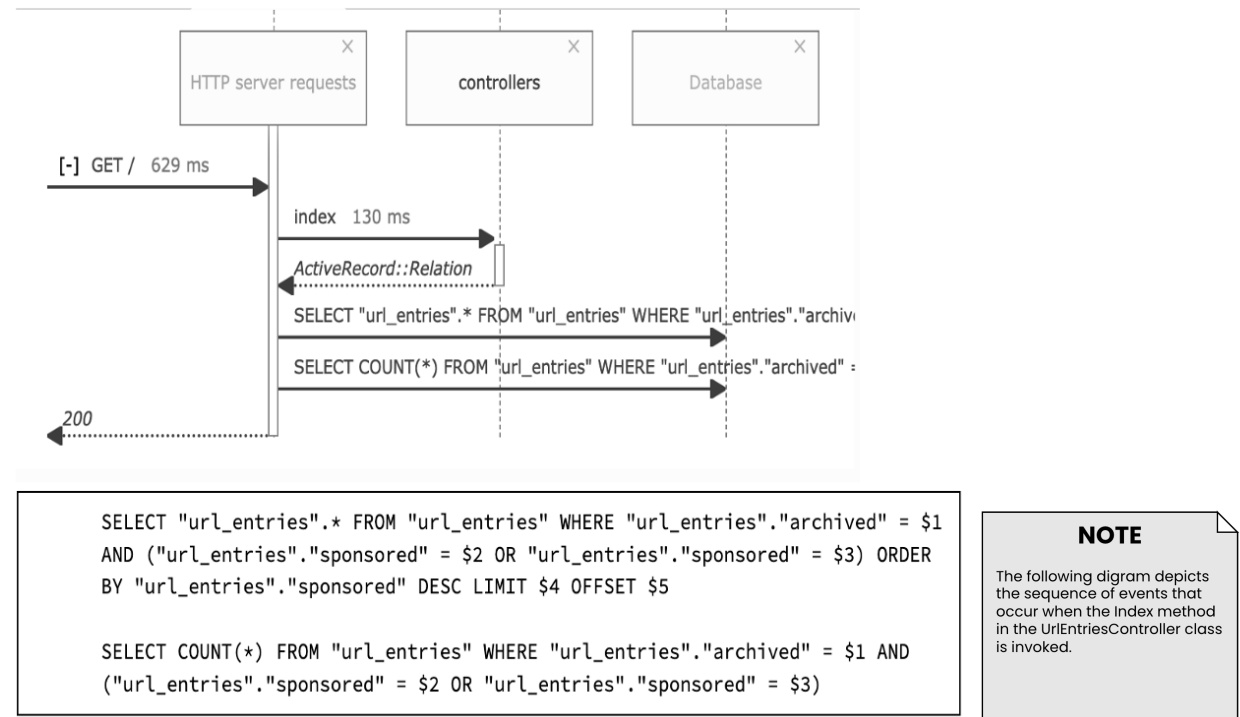 X
X
X
HTTP server requests
controllers
Database
[-] GET / 629 ms
index 130 ms
ActiveRecord::Relation
SELECT "url_entries".* FROM "url_entries" WHERE "url_entries"."archiv
SELECT COUNT(*) FROM "url_entries" WHERE "url_entries"."archived" =
200
SELECT "url_entries".* FROM "url_entries" WHERE "url_entries"."archived" = $1
AND ("url_entries"."sponsored" = $2 OR "url_entries"."sponsored" = $3) ORDER
BY "url_entries"."sponsored" DESC LIMIT $4 OFFSET $5
SELECT COUNT(*) FROM "url_entries" WHERE "url_entries"."archived" = $1 AND
("url_entries"."sponsored" = $2 OR "url_entries"."sponsored" = $3)
NOTE
The following digram depicts
the sequence of events that
occur when the Index method
in the UrlEntriesController class
is invoked.